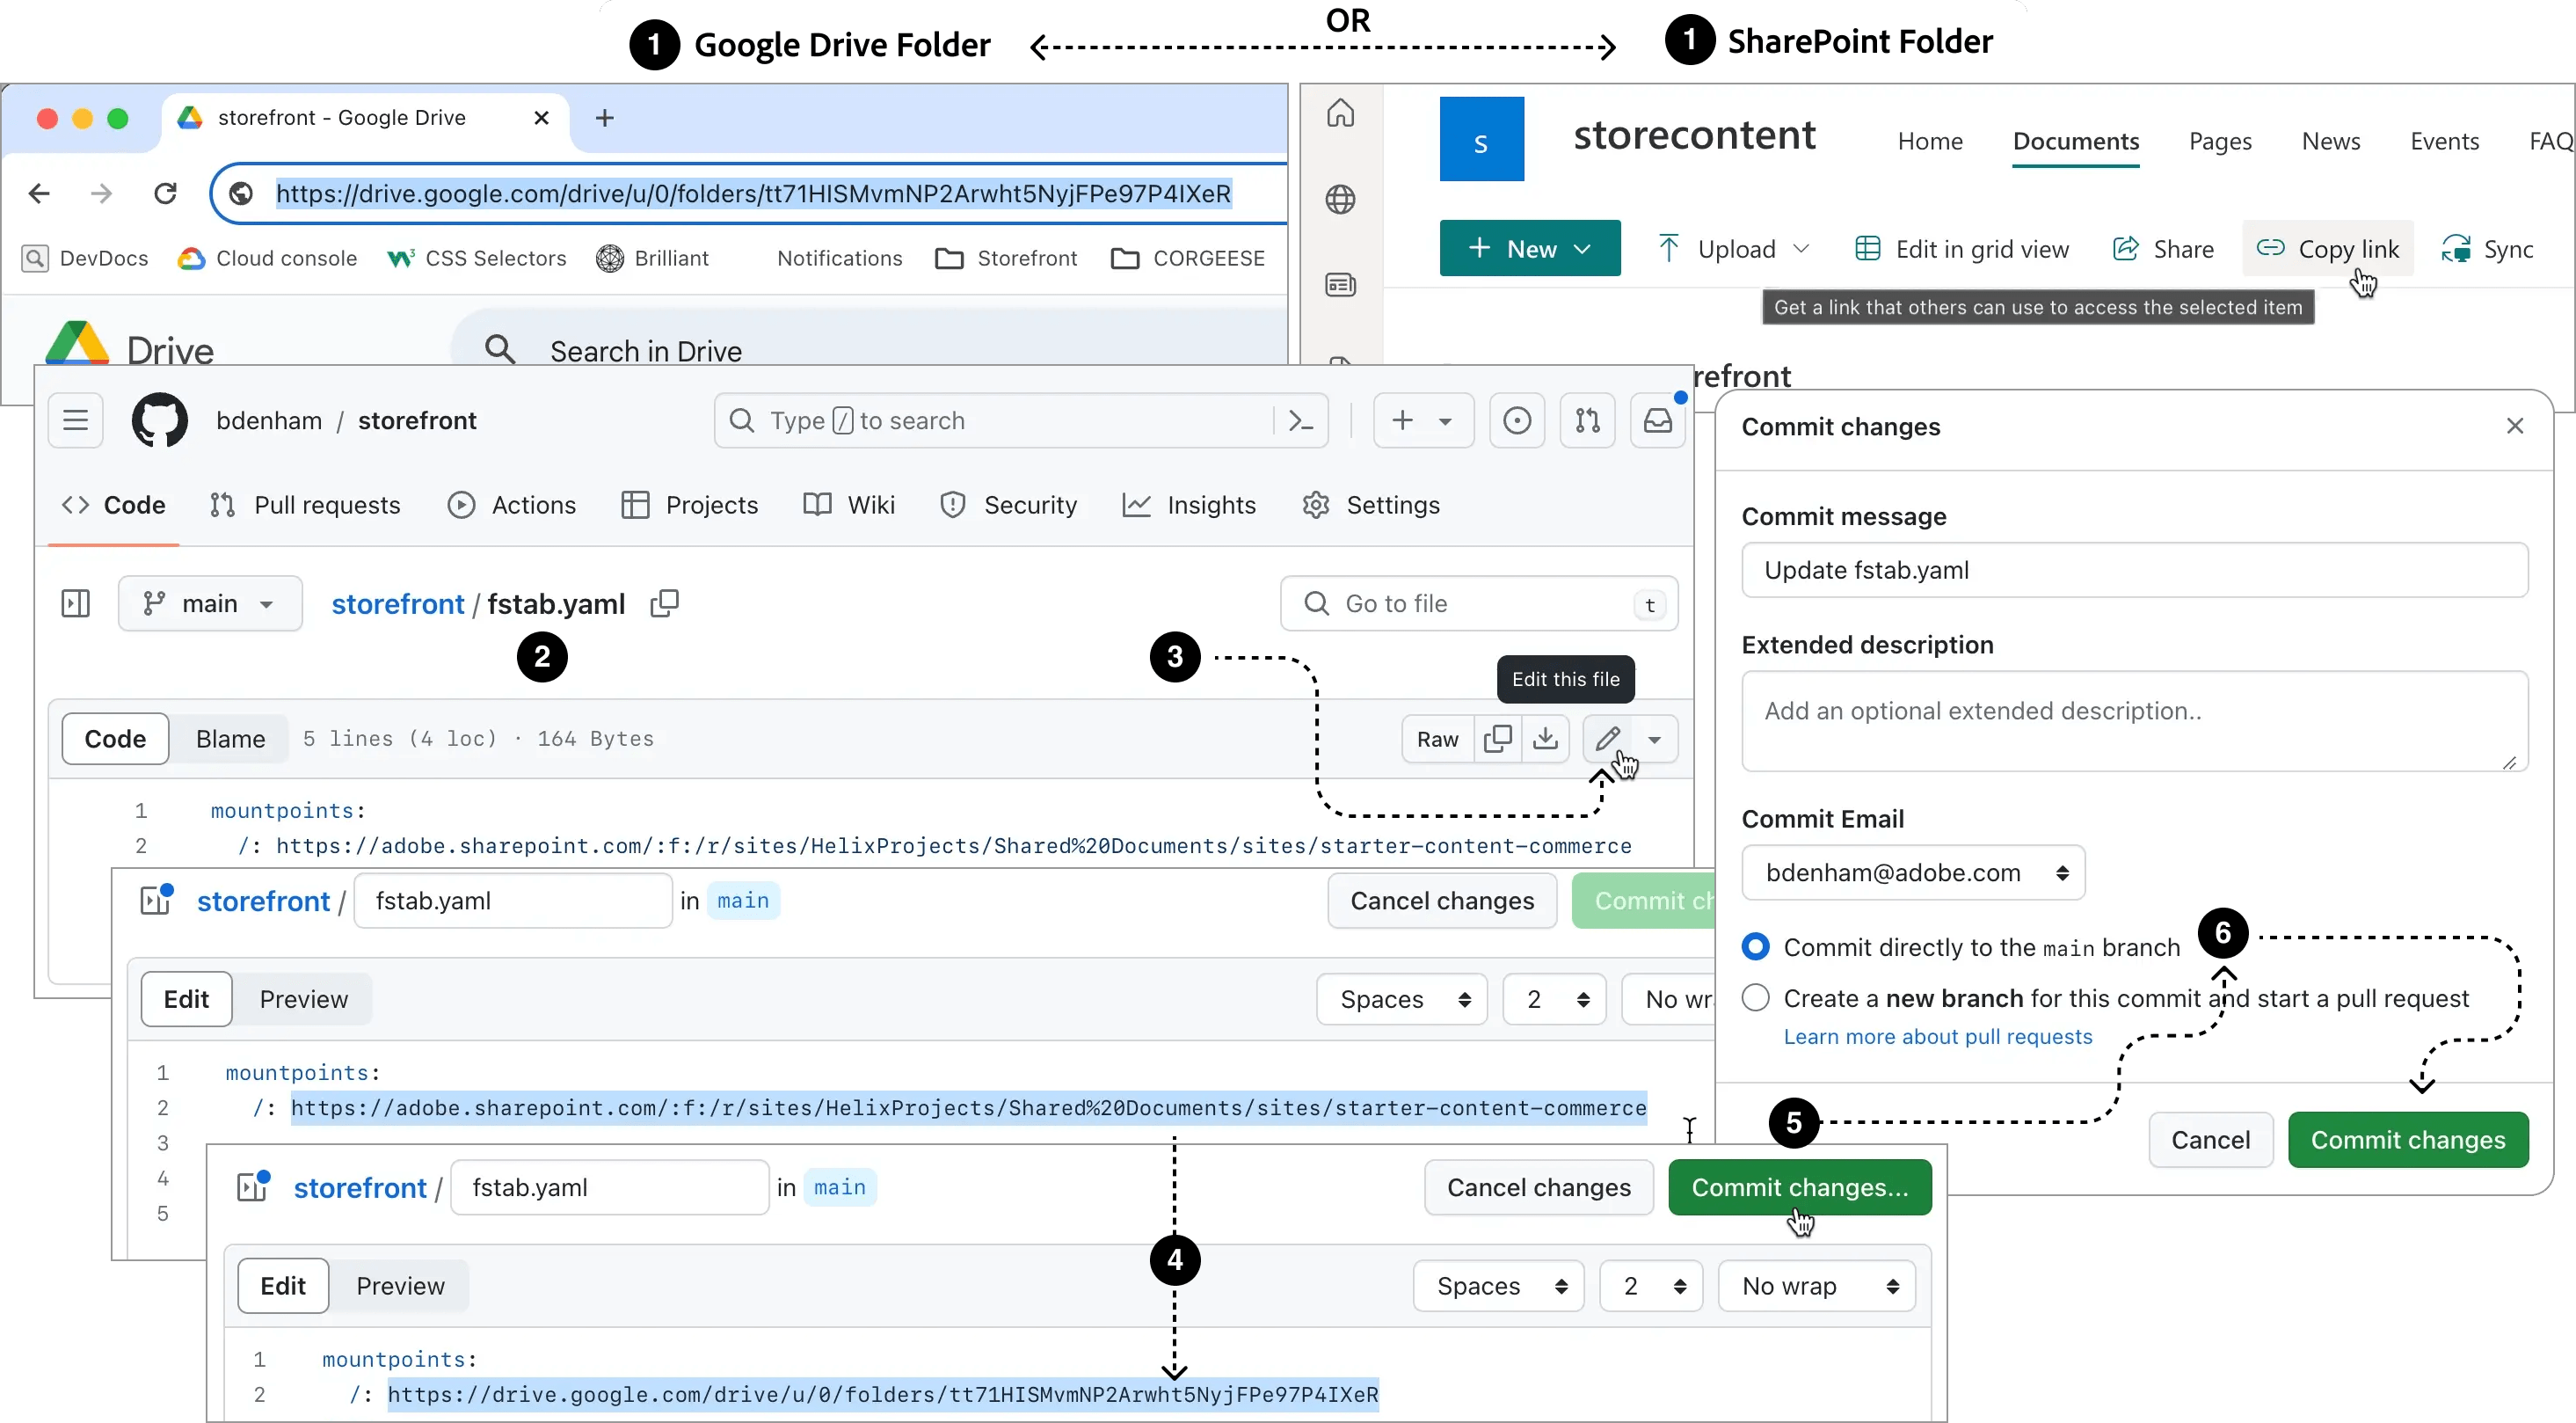 1 Google Drive Folder
OR
1 SharePoint Folder
storefront - Google Drive
https://drive.google.com/drive/u/0/folders/tt71HISMvmNP2Arwht5NyjFPe97P4IXeR
DevDocs Cloud console CSS Selectors Brilliant Notifications Storefront CORGEESE
Drive Search in Drive
S storecontent Home Documents Pages News Events FAQ
New Upload Edit in grid view Share Copy link Sync
Get a link that others can use to access the selected item
refront
bdenham / storefront Type / to search
Code Pull requests Actions Projects Wiki Security Insights Settings
main storefront / fstab.yaml Go to file t
2
3
Edit this file
Code Blame 5 lines (4 loc) · 164 Bytes Raw
1 mountpoints:
2 /: https://adobe.sharepoint.com/:f:/r/sites/HelixProjects/Shared%20Documents/sites/starter-content-commerce
storefront / fstab.yaml in main Cancel changes Commit ch
Edit Preview Spaces 2 No wr
1 mountpoints:
2 /: https://adobe.sharepoint.com/:f:/r/sites/HelixProjects/Shared%20Documents/sites/starter-content-commerce
3
4
5
4
storefront / fstab.yaml in main Cancel changes Commit changes...
Edit Preview Spaces 2 No wrap
1 mountpoints:
2 /: https://drive.google.com/drive/u/0/folders/tt71HISMvmNP2Arwht5NyjFPe97P4IXeR
Commit changes
Commit message
Update fstab.yaml
Extended description
Add an optional extended description..
Commit Email
bdenham@adobe.com
Commit directly to the main branch 6
Create a new branch for this commit and start a pull request
Learn more about pull requests
5
Cancel Commit changes